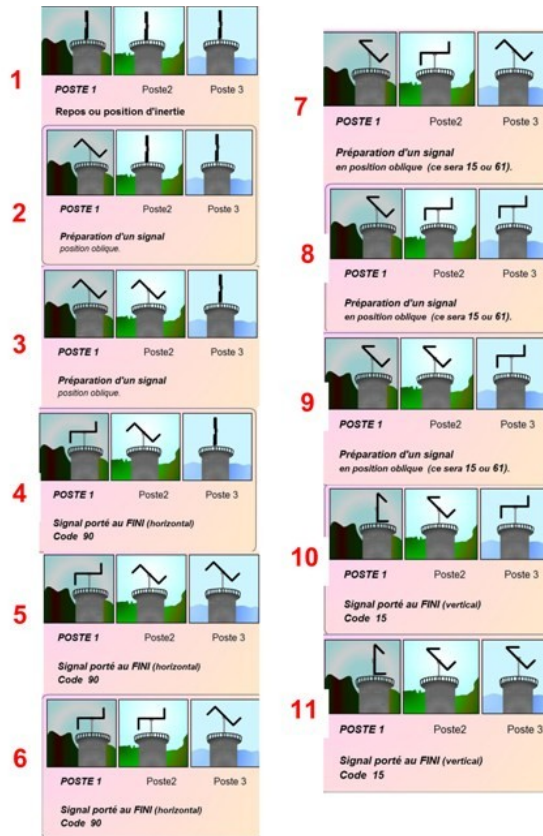 1
POSTE 1 Poste2 Poste 3
Repos ou position d'inertie
2
POSTE 1 Poste2 Poste 3
Préparation d'un signal
position oblique.
3
POSTE 1 Poste2 Poste 3
Préparation d'un signal
position oblique.
4
POSTE 1 Poste2 Poste 3
Signal porté au FINI (horizontal)
Code 90
5
POSTE 1 Poste2 Poste 3
Signal porté au FINI (horizontal)
Code 90
6
POSTE 1 Poste2 Poste 3
Signal porté au FINI (horizontal)
Code 90
7
POSTE 1 Poste2 Poste 3
Préparation d'un signal
en position oblique (ce sera 15 ou 61).
8
POSTE 1 Poste2 Poste 3
Préparation d'un signal
en position oblique (ce sera 15 ou 61).
9
POSTE 1 Poste2 Poste 3
Préparation d'un signal
en position oblique (ce sera 15 ou 61).
10
POSTE 1 Poste2 Poste 3
Signal porté au FINI (vertical)
Code 15
11
POSTE 1 Poste2 Poste 3
Signal porté au FINI (vertical)
Code 15